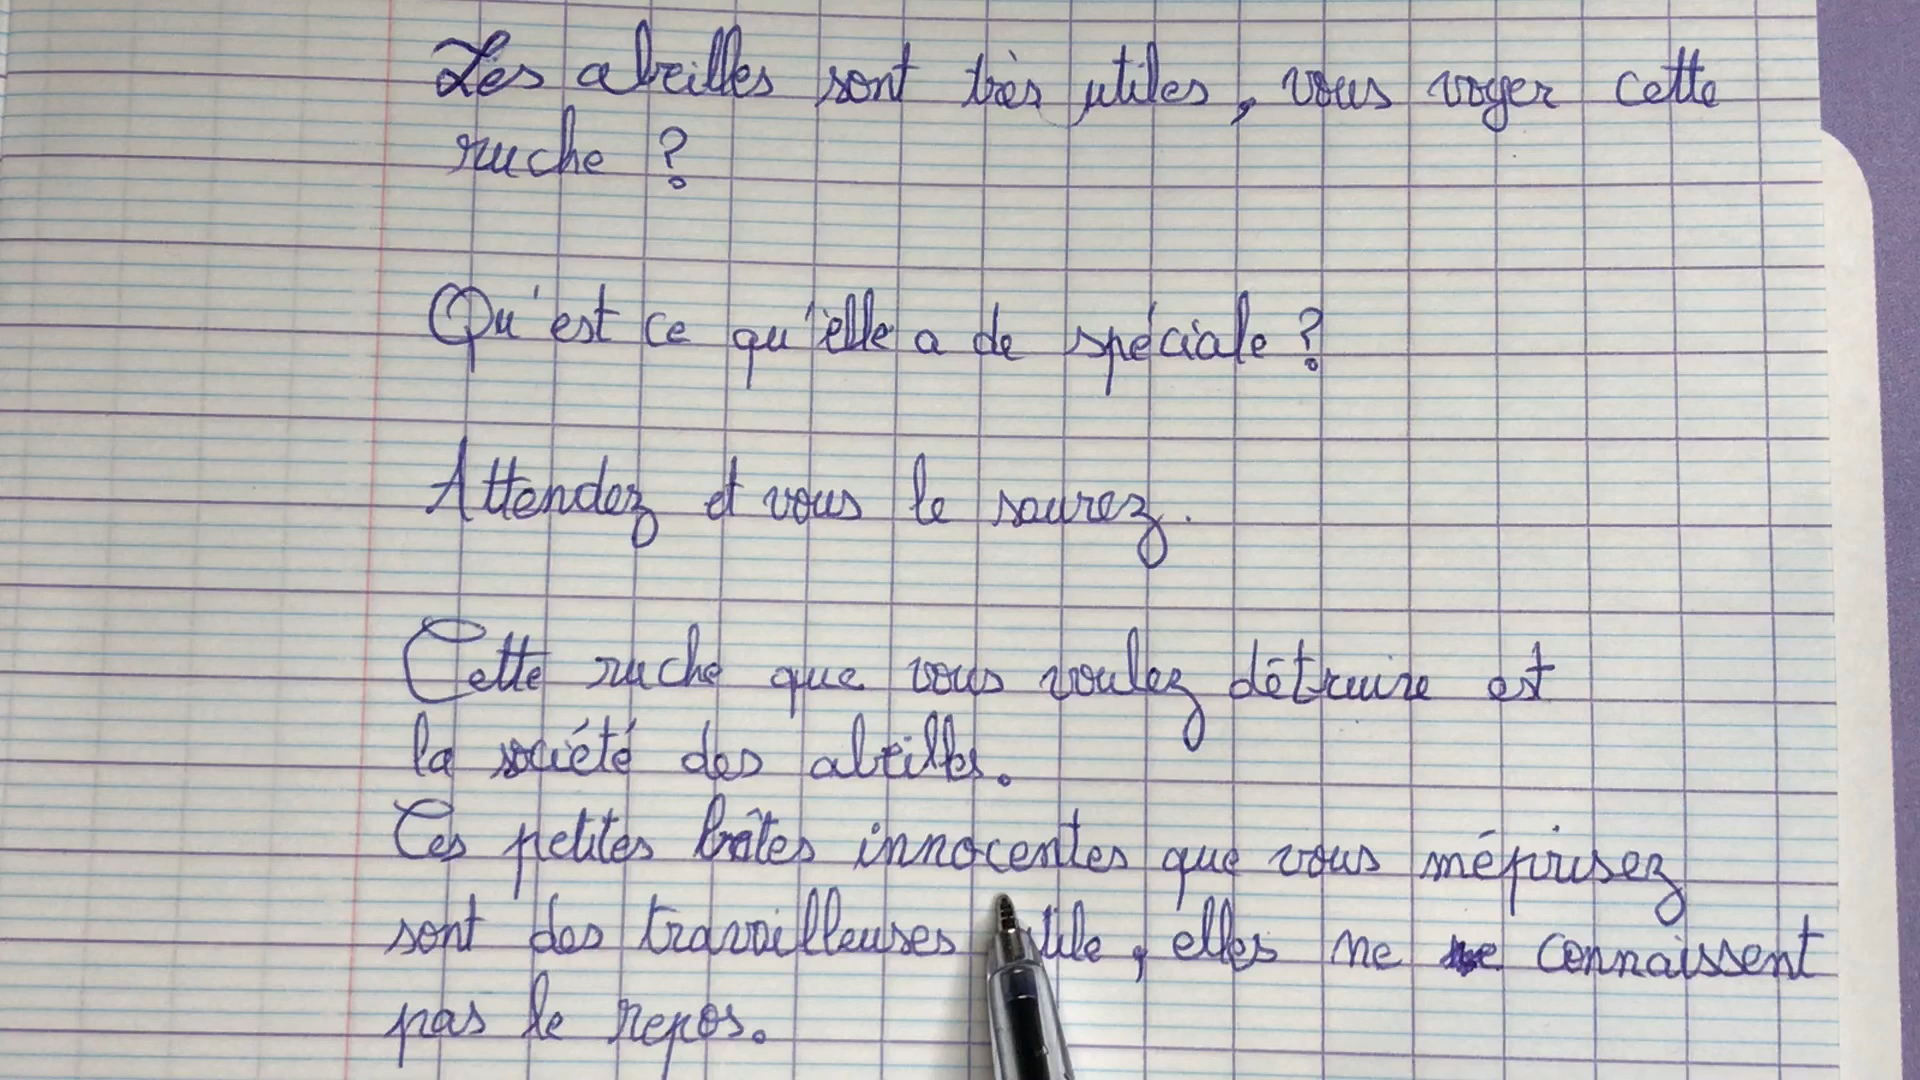 Les abeilles sont très utiles, vous voyer cette
ruche ?
Qu'est ce qu'elle a de spéciale ?
Attendez et vous le saurez.
Cette ruche que vous voulez détruire est
la société des abeilles.
Ces petites bêtes innocentes que vous méprisez
sont des travailleuses utile, elles ne connaissent
pas le repos.